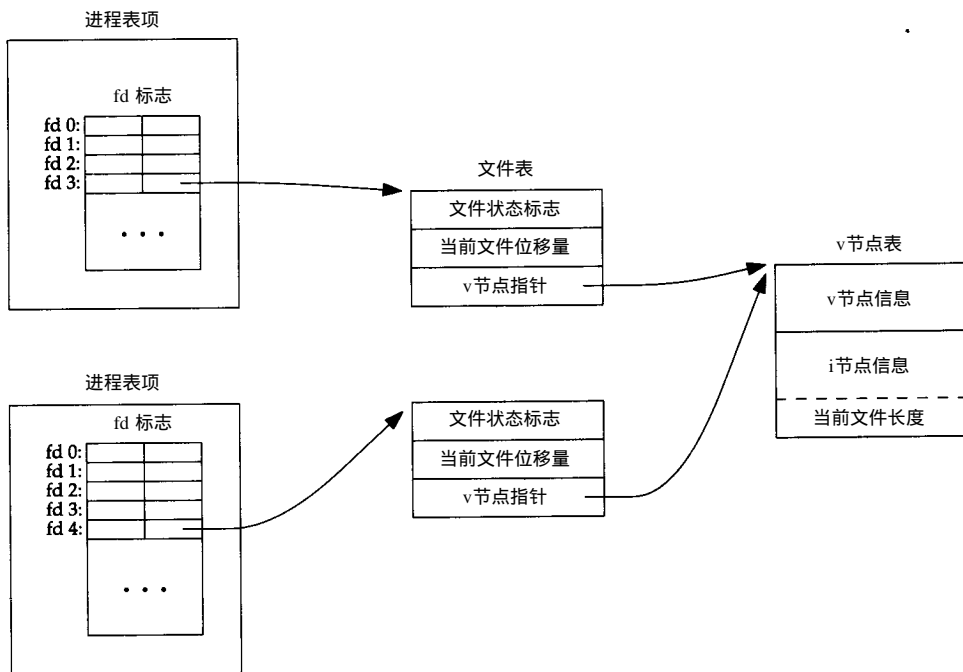 进程表项
fd 标志
fd 0:
fd 1:
fd 2:
fd 3:
• • •
文件表
文件状态标志
当前文件位移量
v节点指针
v节点表
v节点信息
i节点信息
当前文件长度
进程表项
fd 标志
fd 0:
fd 1:
fd 2:
fd 3:
fd 4:
• • •
文件状态标志
当前文件位移量
v节点指针